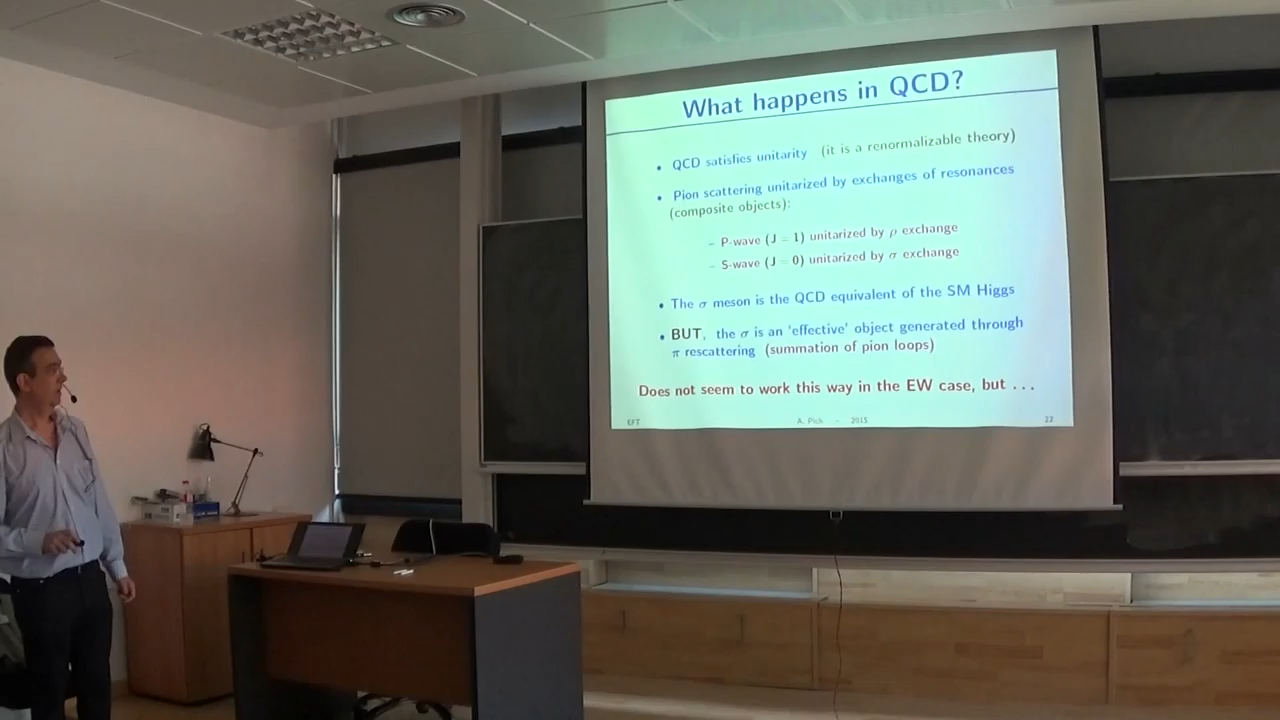 What happens in QCD?
• QCD satisfies unitarity (it is a renormalizable theory)
• Pion scattering unitarized by exchanges of resonances
(composite objects):
– P-wave (J = 1) unitarized by ρ exchange
– S-wave (J = 0) unitarized by σ exchange
• The σ meson is the QCD equivalent of the SM Higgs
• BUT, the σ is an ‘effective’ object generated through
π rescattering (summation of pion loops)
Does not seem to work this way in the EW case, but . . .
EFT A. Pich - 2015 22